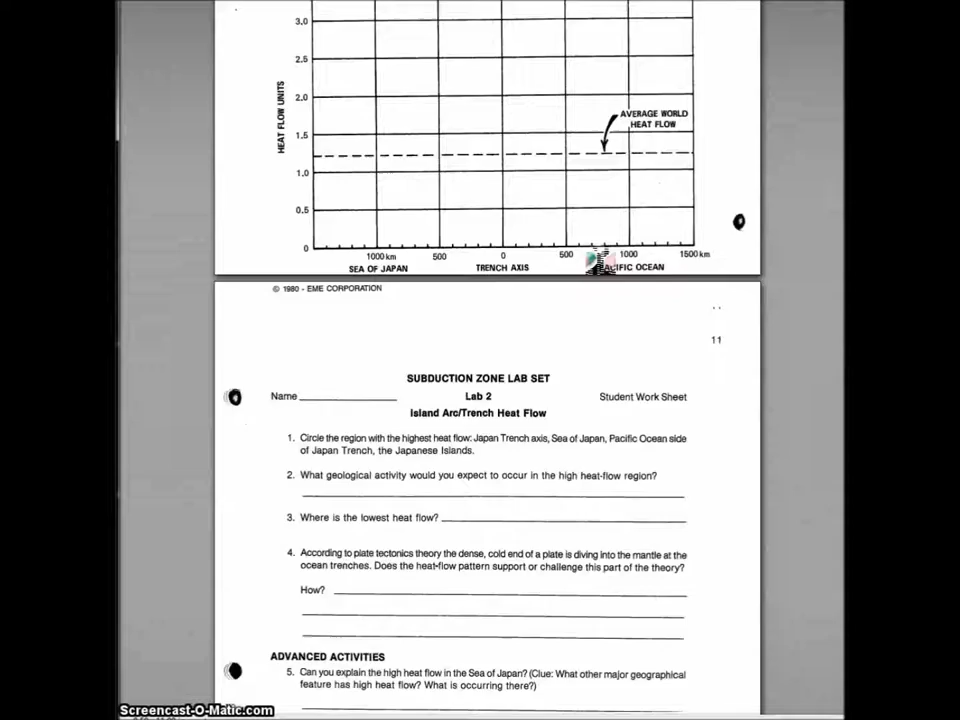 3.0
2.5
2.0
1.5
1.0
0.5
0
HEAT FLOW UNITS
AVERAGE WORLD
HEAT FLOW
1000 km 500 0 500 1000 1500 km
SEA OF JAPAN TRENCH AXIS PACIFIC OCEAN
© 1980 - EME CORPORATION
11
SUBDUCTION ZONE LAB SET
Name Lab 2 Student Work Sheet
Island Arc/Trench Heat Flow
1. Circle the region with the highest heat flow: Japan Trench axis, Sea of Japan, Pacific Ocean side
of Japan Trench, the Japanese Islands.
2. What geological activity would you expect to occur in the high heat-flow region?
3. Where is the lowest heat flow?
4. According to plate tectonics theory the dense, cold end of a plate is diving into the mantle at the
ocean trenches. Does the heat-flow pattern support or challenge this part of the theory?
How?
ADVANCED ACTIVITIES
5. Can you explain the high heat flow in the Sea of Japan? (Clue: What other major geographical
feature has high heat flow? What is occurring there?)
Screencast-O-Matic.com